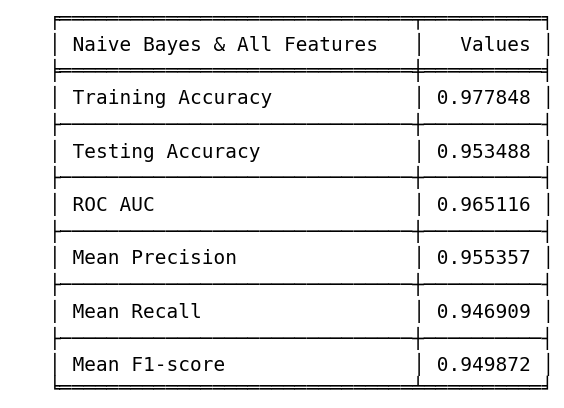 Naive Bayes & All Features Values
Training Accuracy 0.977848
Testing Accuracy 0.953488
ROC AUC 0.965116
Mean Precision 0.955357
Mean Recall 0.946909
Mean F1-score 0.949872